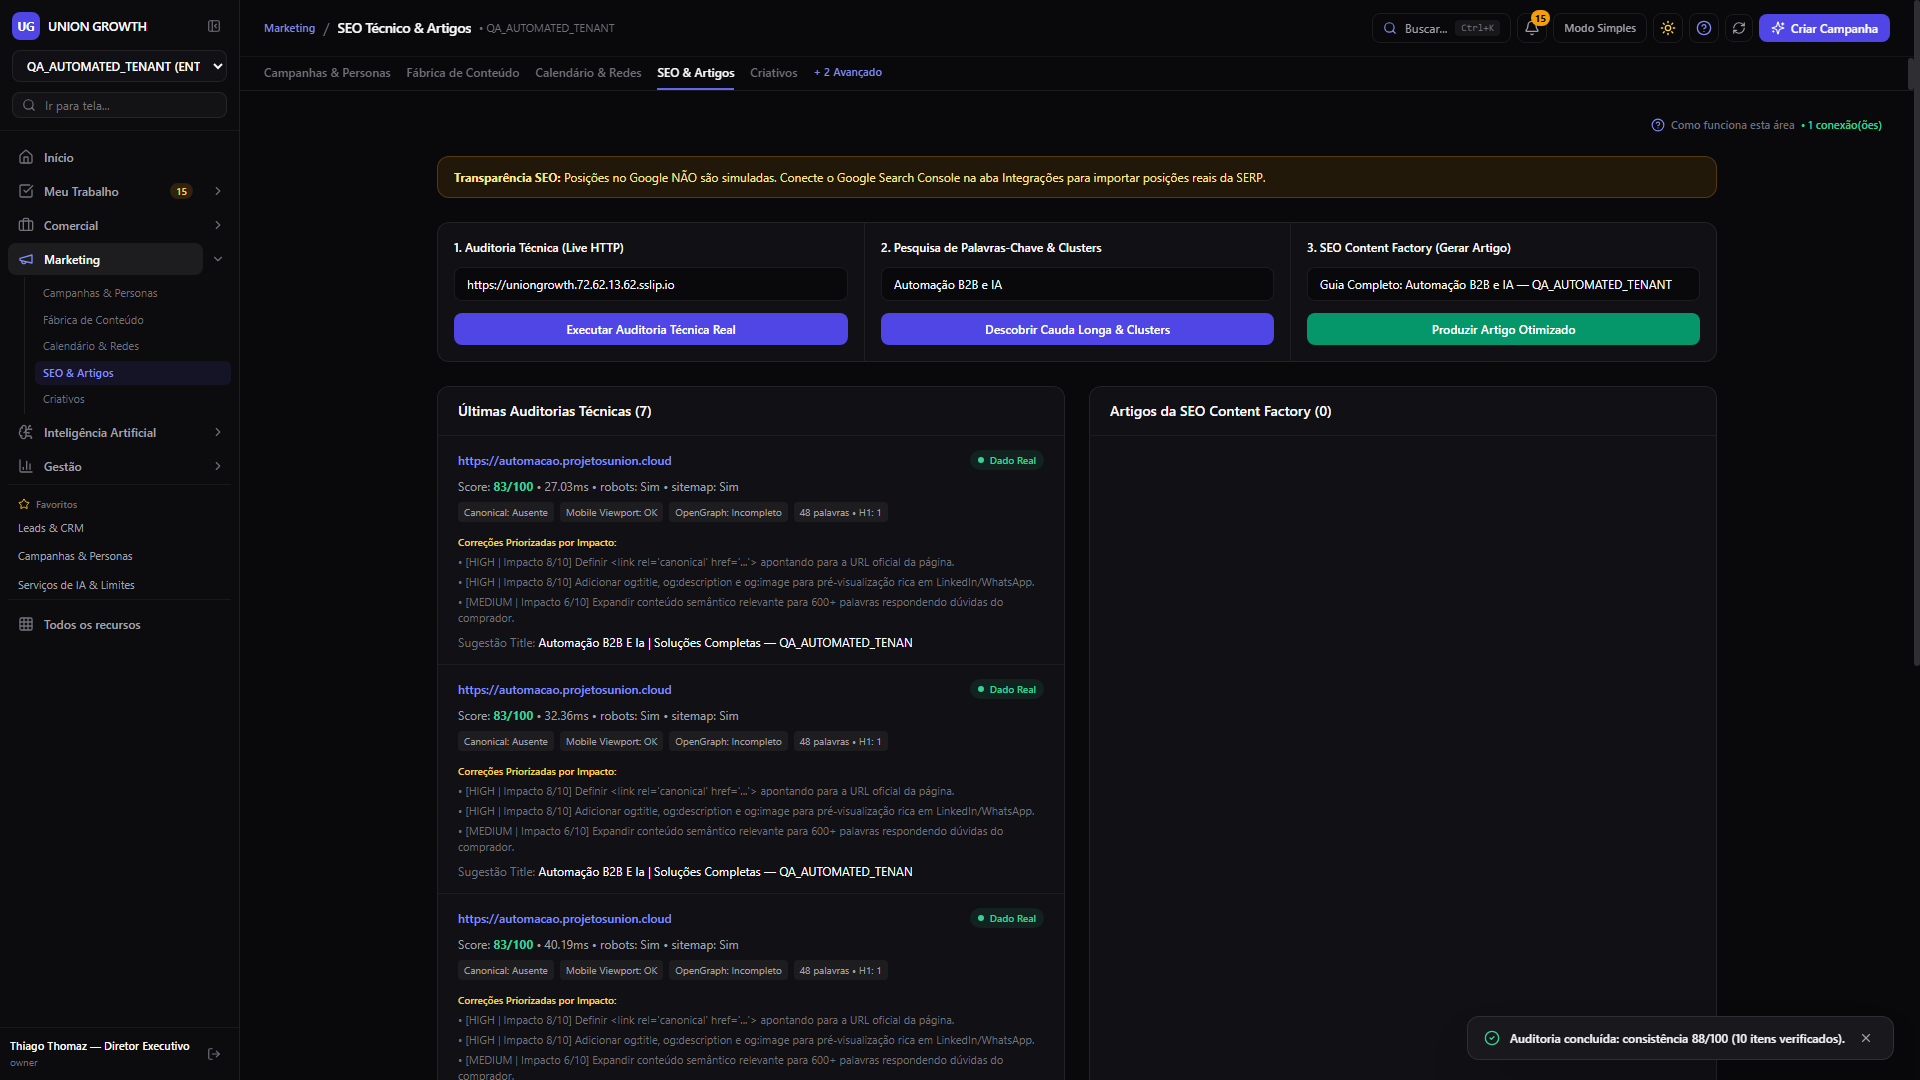 UG UNION GROWTH
QA_AUTOMATED_TENANT (ENT
Ir para tela...
Início
Meu Trabalho 15
Comercial
Marketing
Campanhas & Personas
Fábrica de Conteúdo
Calendário & Redes
SEO & Artigos
Criativos
Inteligência Artificial
Gestão
Favoritos
Leads & CRM
Campanhas & Personas
Serviços de IA & Limites
Todos os recursos
Thiago Thomaz — Diretor Executivo
owner
Marketing / SEO Técnico & Artigos • QA_AUTOMATED_TENANT
Buscar... Ctrl+K
15
Modo Simples
Criar Campanha
Campanhas & Personas Fábrica de Conteúdo Calendário & Redes SEO & Artigos Criativos + 2 Avançado
Como funciona esta área • 1 conexão(ões)
Transparência SEO: Posições no Google NÃO são simuladas. Conecte o Google Search Console na aba Integrações para importar posições reais da SERP.
1. Auditoria Técnica (Live HTTP)
https://uniongrowth.72.62.13.62.sslip.io
Executar Auditoria Técnica Real
2. Pesquisa de Palavras-Chave & Clusters
Automação B2B e IA
Descobrir Cauda Longa & Clusters
3. SEO Content Factory (Gerar Artigo)
Guia Completo: Automação B2B e IA — QA_AUTOMATED_TENANT
Produzir Artigo Otimizado
Últimas Auditorias Técnicas (7)
https://automacao.projetosunion.cloud Dado Real
Score: 83/100 • 27.03ms • robots: Sim • sitemap: Sim
Canonical: Ausente Mobile Viewport: OK OpenGraph: Incompleto 48 palavras • H1: 1
Correções Priorizadas por Impacto:
• [HIGH | Impacto 8/10] Definir <link rel='canonical' href='...'> apontando para a URL oficial da página.
• [HIGH | Impacto 8/10] Adicionar og:title, og:description e og:image para pré-visualização rica em LinkedIn/WhatsApp.
• [MEDIUM | Impacto 6/10] Expandir conteúdo semântico relevante para 600+ palavras respondendo dúvidas do
comprador.
Sugestão Title: Automação B2B E Ia | Soluções Completas — QA_AUTOMATED_TENAN
https://automacao.projetosunion.cloud Dado Real
Score: 83/100 • 32.36ms • robots: Sim • sitemap: Sim
Canonical: Ausente Mobile Viewport: OK OpenGraph: Incompleto 48 palavras • H1: 1
Correções Priorizadas por Impacto:
• [HIGH | Impacto 8/10] Definir <link rel='canonical' href='...'> apontando para a URL oficial da página.
• [HIGH | Impacto 8/10] Adicionar og:title, og:description e og:image para pré-visualização rica em LinkedIn/WhatsApp.
• [MEDIUM | Impacto 6/10] Expandir conteúdo semântico relevante para 600+ palavras respondendo dúvidas do
comprador.
Sugestão Title: Automação B2B E Ia | Soluções Completas — QA_AUTOMATED_TENAN
https://automacao.projetosunion.cloud Dado Real
Score: 83/100 • 40.19ms • robots: Sim • sitemap: Sim
Canonical: Ausente Mobile Viewport: OK OpenGraph: Incompleto 48 palavras • H1: 1
Correções Priorizadas por Impacto:
• [HIGH | Impacto 8/10] Definir <link rel='canonical' href='...'> apontando para a URL oficial da página.
• [HIGH | Impacto 8/10] Adicionar og:title, og:description e og:image para pré-visualização rica em LinkedIn/WhatsApp.
• [MEDIUM | Impacto 6/10] Expandir conteúdo semântico relevante para 600+ palavras respondendo dúvidas do
comprador.
Artigos da SEO Content Factory (0)
Auditoria concluída: consistência 88/100 (10 itens verificados).